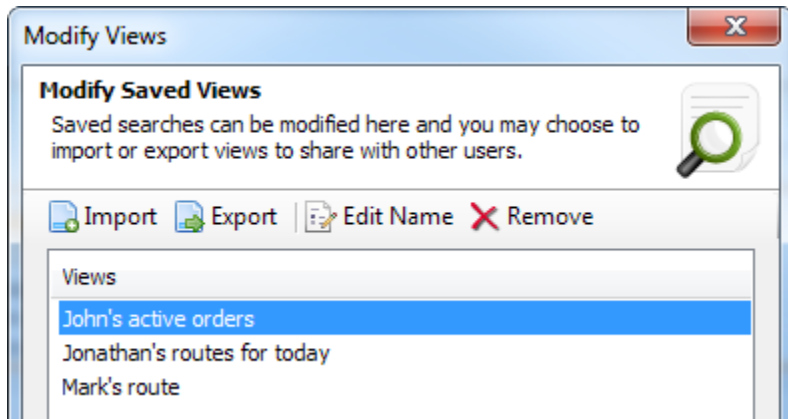 Modify Views
Modify Saved Views
Saved searches can be modified here and you may choose to
import or export views to share with other users.
Import Export Edit Name Remove
Views
John's active orders
Jonathan's routes for today
Mark's route